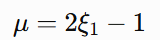 μ = 2ξ₁ − 1